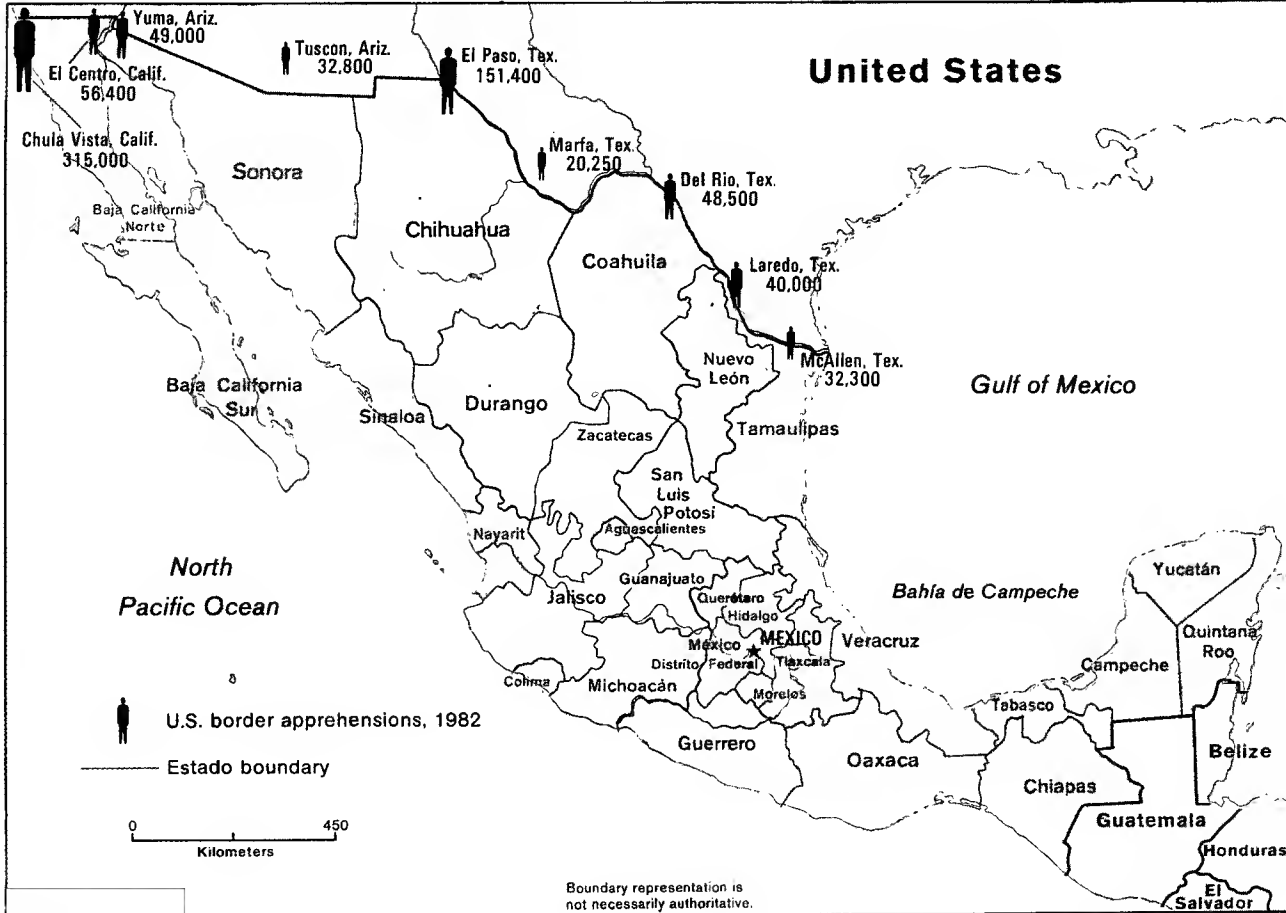 Yuma, Ariz.
49,000
Tuscon, Ariz.
32,800
El Paso, Tex.
151,400
United States
El Centro, Calif.
56,400
Chula Vista, Calif.
315,000
Marfa, Tex.
20,250
Del Rio, Tex.
48,500
Sonora
Baja California
Norte
Chihuahua
Coahuila
Laredo, Tex.
40,000
McAllen, Tex.
32,300
Nuevo
León
Gulf of Mexico
Baja California
Sur
Sinaloa
Durango
Zacatecas
Tamaulipas
San
Luis
Potosí
Nayarit
Aguascalientes
North
Pacific Ocean
Guanajuato
Jalisco
Querétaro
Hidalgo
Bahía de Campeche
Yucatán
Quintana
Roo
México
MEXICO
Veracruz
Distrito Federal
Tlaxcala
Campeche
Colima
Michoacán
Morelos
Tabasco
U.S. border apprehensions, 1982
Guerrero
Oaxaca
Belize
Estado boundary
Chiapas
Guatemala
0 450
Kilometers
Honduras
El
Salvador
Boundary representation is
not necessarily authoritative.